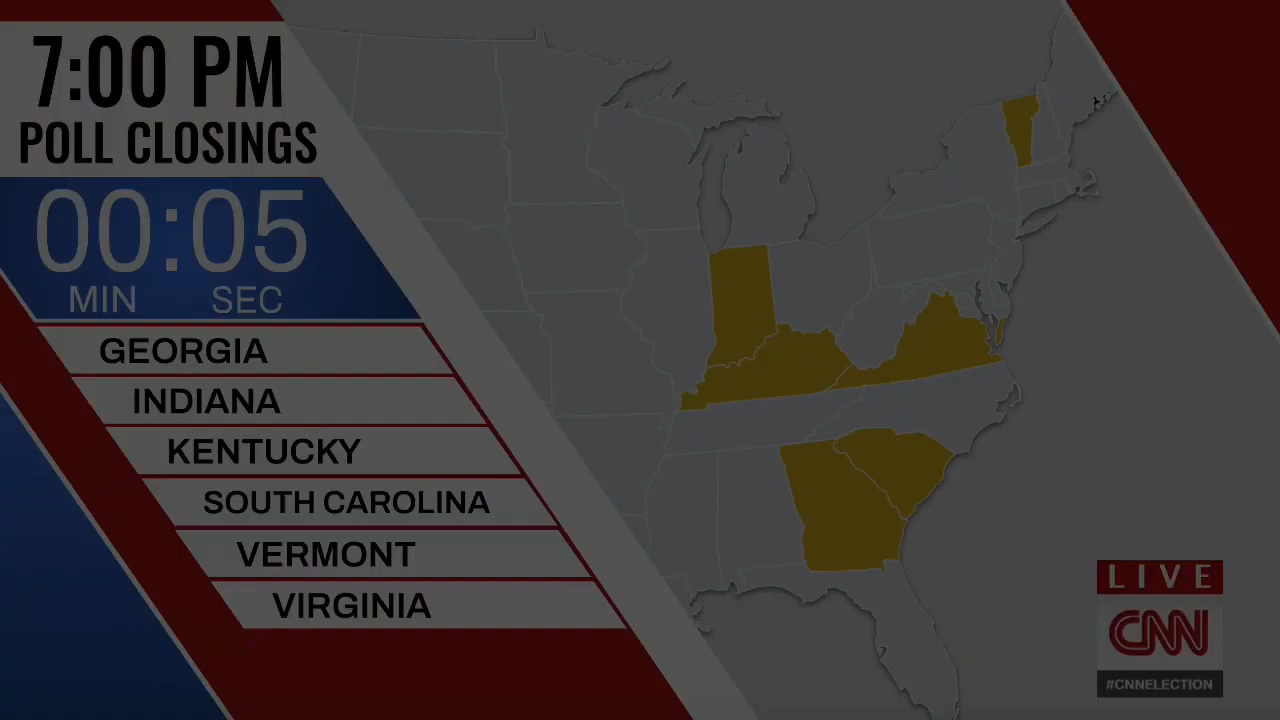 7:00 PM
POLL CLOSINGS
00:05
MIN SEC
GEORGIA
INDIANA
KENTUCKY
SOUTH CAROLINA
VERMONT
VIRGINIA
LIVE
CNN
#CNNELECTION